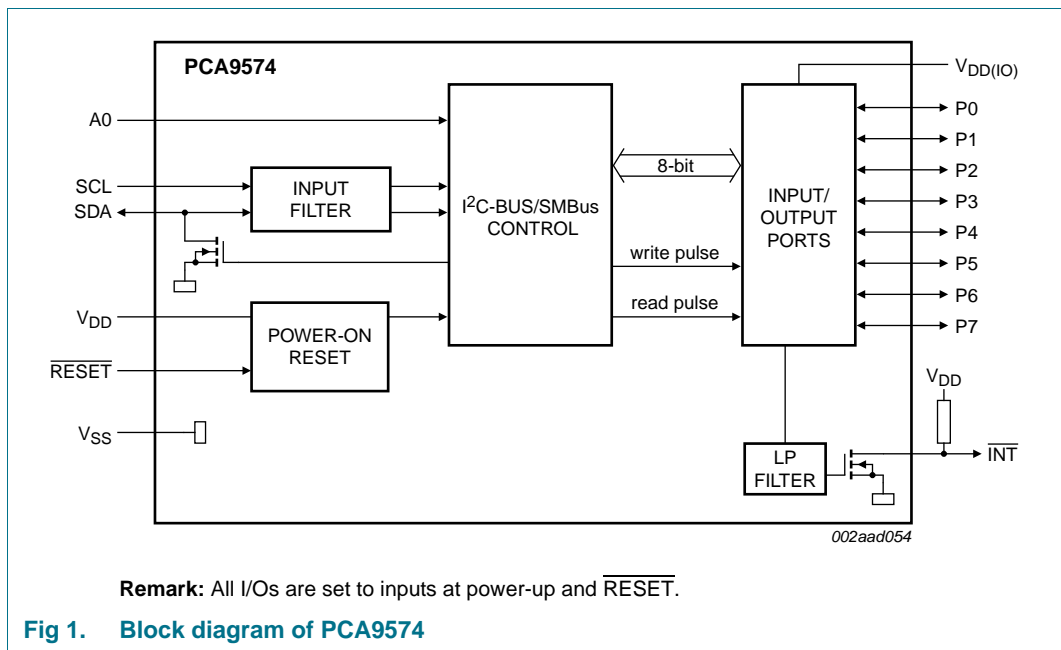 PCA9574
A0
SCL
SDA
VDD
RESET
VSS
INPUT
FILTER
POWER-ON
RESET
I2C-BUS/SMBus
CONTROL
8-bit
write pulse
read pulse
INPUT/
OUTPUT
PORTS
LP
FILTER
VDD(IO)
P0
P1
P2
P3
P4
P5
P6
P7
VDD
INT
002aad054
Remark: All I/Os are set to inputs at power-up and RESET.
Fig 1. Block diagram of PCA9574